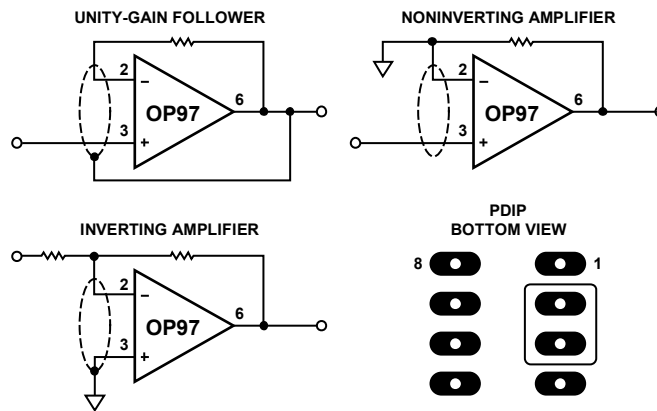 UNITY-GAIN FOLLOWER
2
−
OP97
6
3
+
NONINVERTING AMPLIFIER
2
−
OP97
6
3
+
INVERTING AMPLIFIER
2
−
OP97
6
3
+
PDIP
BOTTOM VIEW
8
1